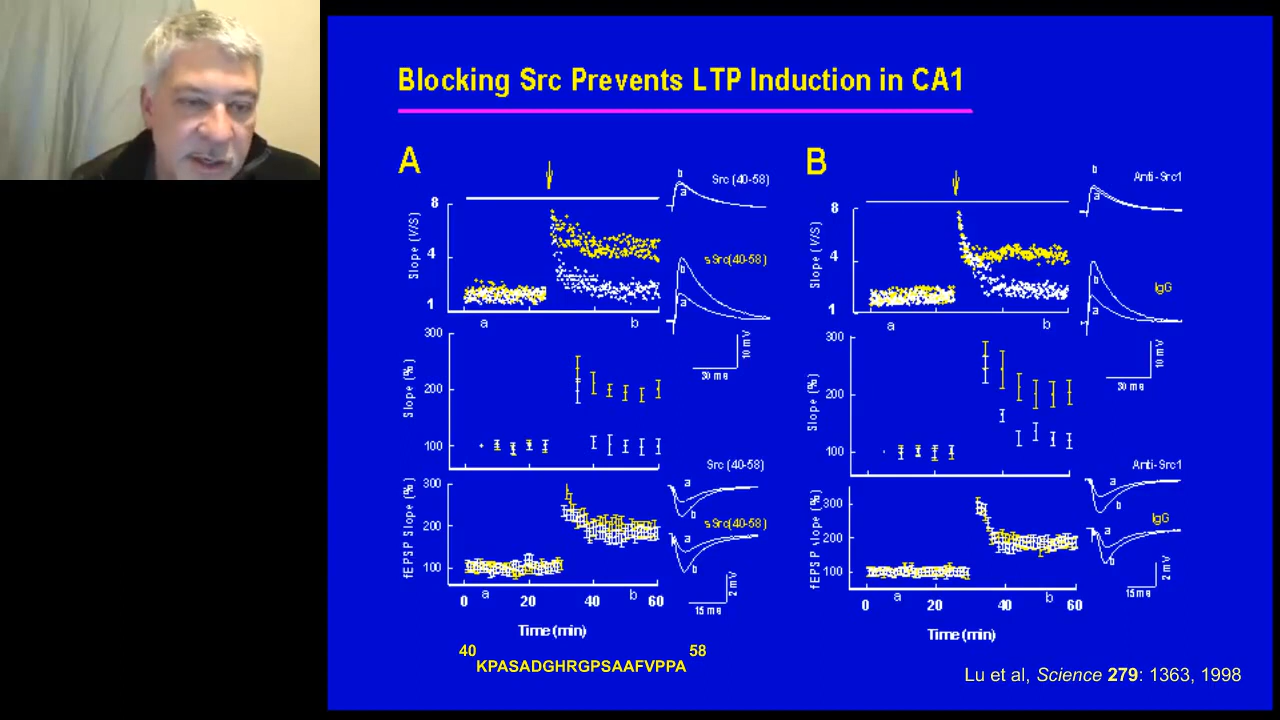 Blocking Src Prevents LTP Induction in CA1
A
Src (40-58)
b
a
8
4
1
Slope (V/S)
sSrc(40-58)
b
a
a
b
10 mV
30 ms
300
200
100
Slope (%)
Src (40-58)
a
b
300
200
100
fEPSP Slope (%)
sSrc(40-58)
a
b
2 mV
15 ms
a
b
0
20
40
60
Time (min)
40
58
KPASADGHRGPSAAFVPPA
B
Anti-Src1
b
a
8
4
1
Slope (V/S)
IgG
b
a
a
b
10 mV
30 ms
300
200
100
Slope (%)
Anti-Src1
a
b
300
200
100
fEPSP slope (%)
IgG
a
b
2 mV
15 ms
a
b
0
20
40
60
Time (min)
Lu et al, Science 279: 1363, 1998